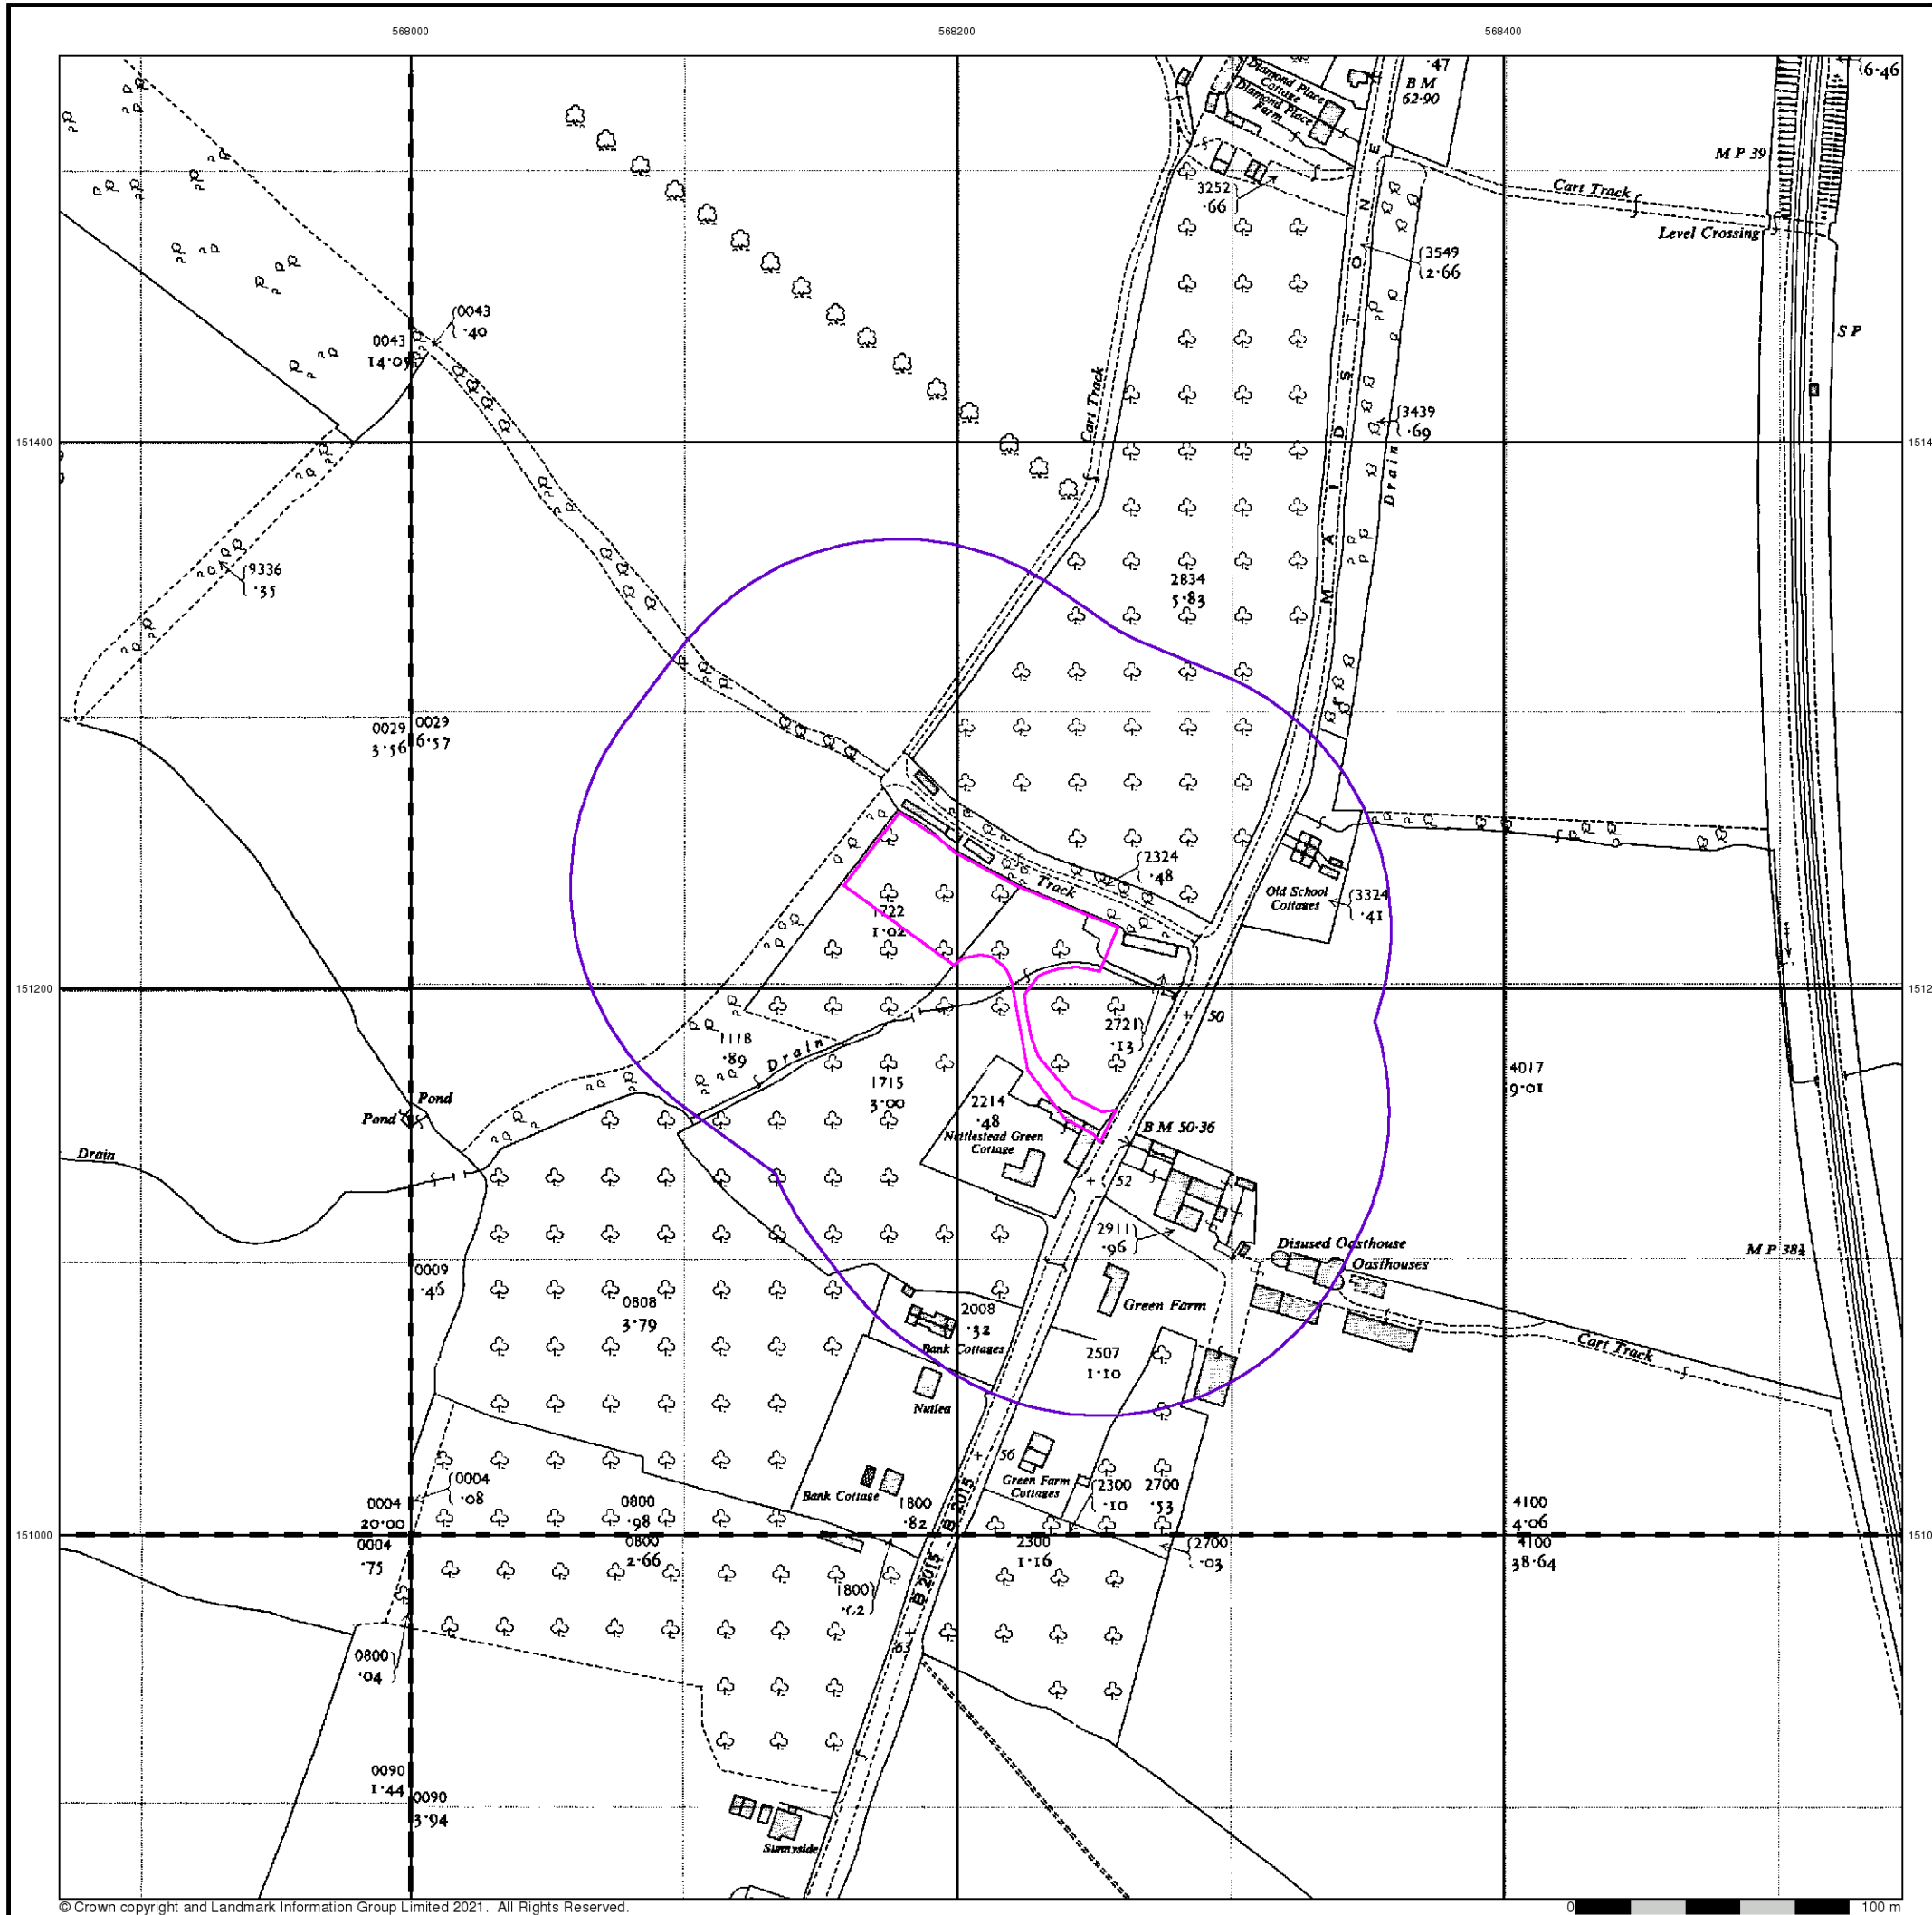 568000
568200
568400
Diamond Place
Cottage
Diamond Place
Farm
.47
B M
62.90
6.46
M P 39
Cart Track
Level Crossing
3252
.66
3549
2.66
S P
0043
.40
0043
14.09
Cart Track
3439
.69
Drain
MAIDSTONE
151400
1514
9336
.35
2834
5.83
0029
3.56
0029
6.57
2324
.48
Track
Old School
Cottages
3324
.41
1722
1.02
151200
1512
50
2721
.13
1118
.89
Drain
1715
3.00
4017
9.01
2214
.48
Nettlestead Green
Cottage
B M 50.36
Pond
Pond
Drain
52
2911
.96
Disused Oasthouse
Oasthouses
M P 38¾
0009
.46
0808
3.79
Green Farm
2008
.32
Bank Cottages
2507
1.10
Cart Track
Nutlea
56
Green Farm
Cottages
2300
.10
2700
.53
Bank Cottage
1800
.82
B 2015
0004
.08
0004
20.00
0800
.98
4100
4.06
151000
1510
0004
.75
0800
2.66
2300
1.16
2700
.03
4100
38.64
B 2015
1800
.02
63
0800
.04
0090
1.44
0090
3.94
Sunnyside
© Crown copyright and Landmark Information Group Limited 2021. All Rights Reserved.
0
100 m